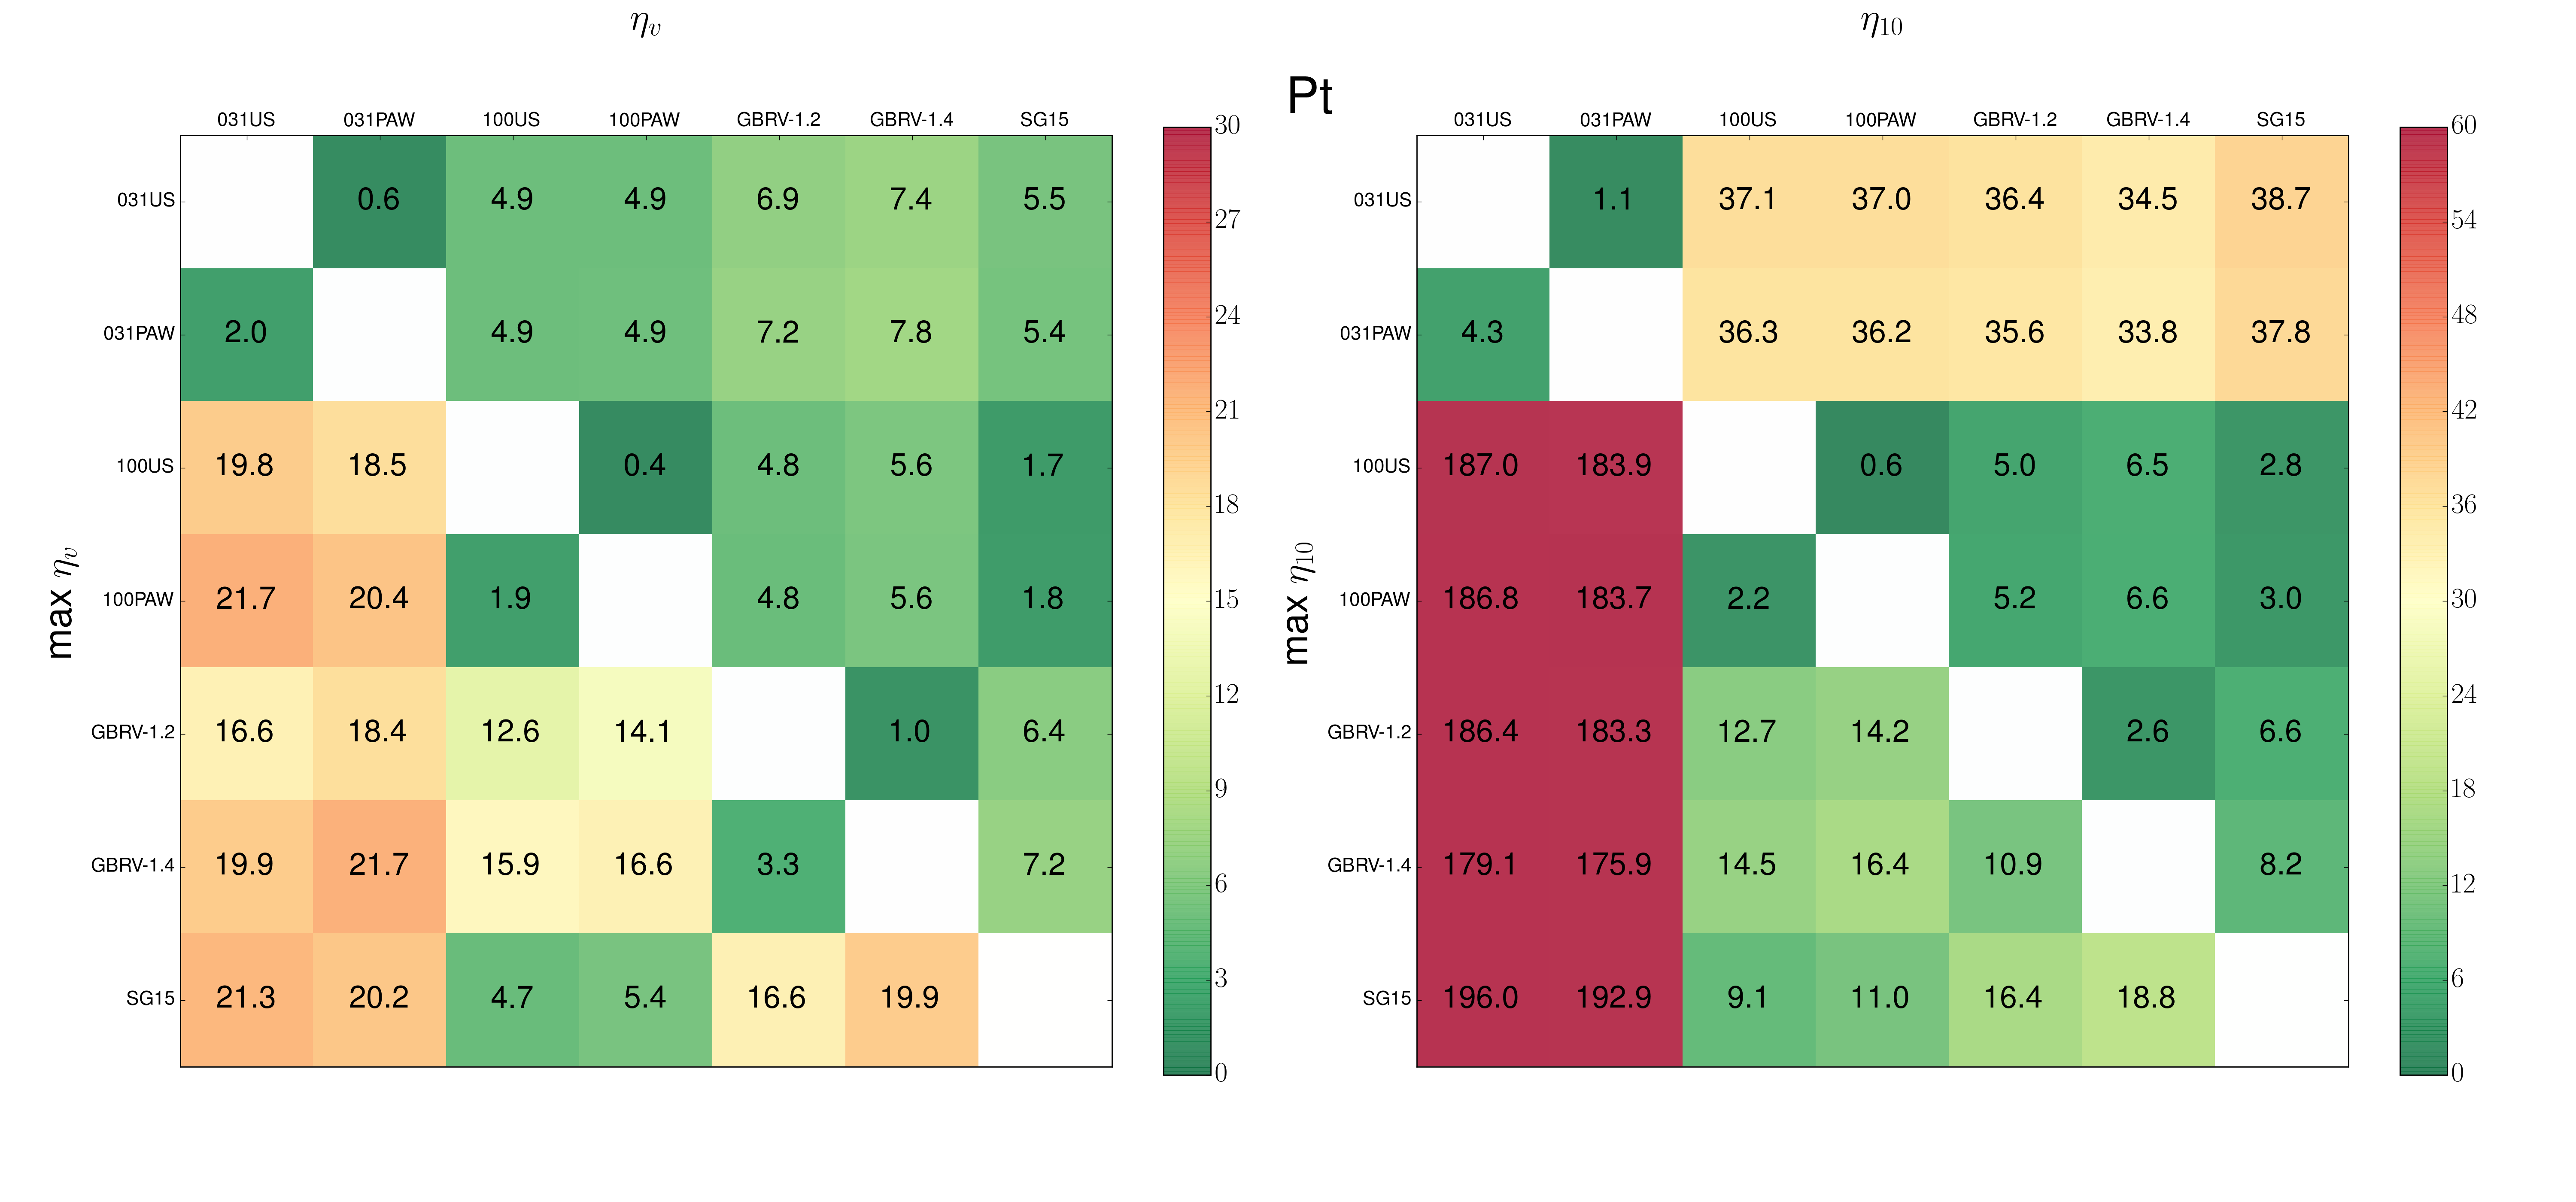 η_v
031US 031PAW 100US 100PAW GBRV-1.2 GBRV-1.4 SG15
031US 0.6 4.9 4.9 6.9 7.4 5.5
031PAW 2.0 4.9 4.9 7.2 7.8 5.4
100US 19.8 18.5 0.4 4.8 5.6 1.7
100PAW 21.7 20.4 1.9 4.8 5.6 1.8
GBRV-1.2 16.6 18.4 12.6 14.1 1.0 6.4
GBRV-1.4 19.9 21.7 15.9 16.6 3.3 7.2
SG15 21.3 20.2 4.7 5.4 16.6 19.9
max η_v
30
27
24
21
18
15
12
9
6
3
0
η_10
Pt
031US 031PAW 100US 100PAW GBRV-1.2 GBRV-1.4 SG15
031US 1.1 37.1 37.0 36.4 34.5 38.7
031PAW 4.3 36.3 36.2 35.6 33.8 37.8
100US 187.0 183.9 0.6 5.0 6.5 2.8
100PAW 186.8 183.7 2.2 5.2 6.6 3.0
GBRV-1.2 186.4 183.3 12.7 14.2 2.6 6.6
GBRV-1.4 179.1 175.9 14.5 16.4 10.9 8.2
SG15 196.0 192.9 9.1 11.0 16.4 18.8
max η_10
60
54
48
42
36
30
24
18
12
6
0